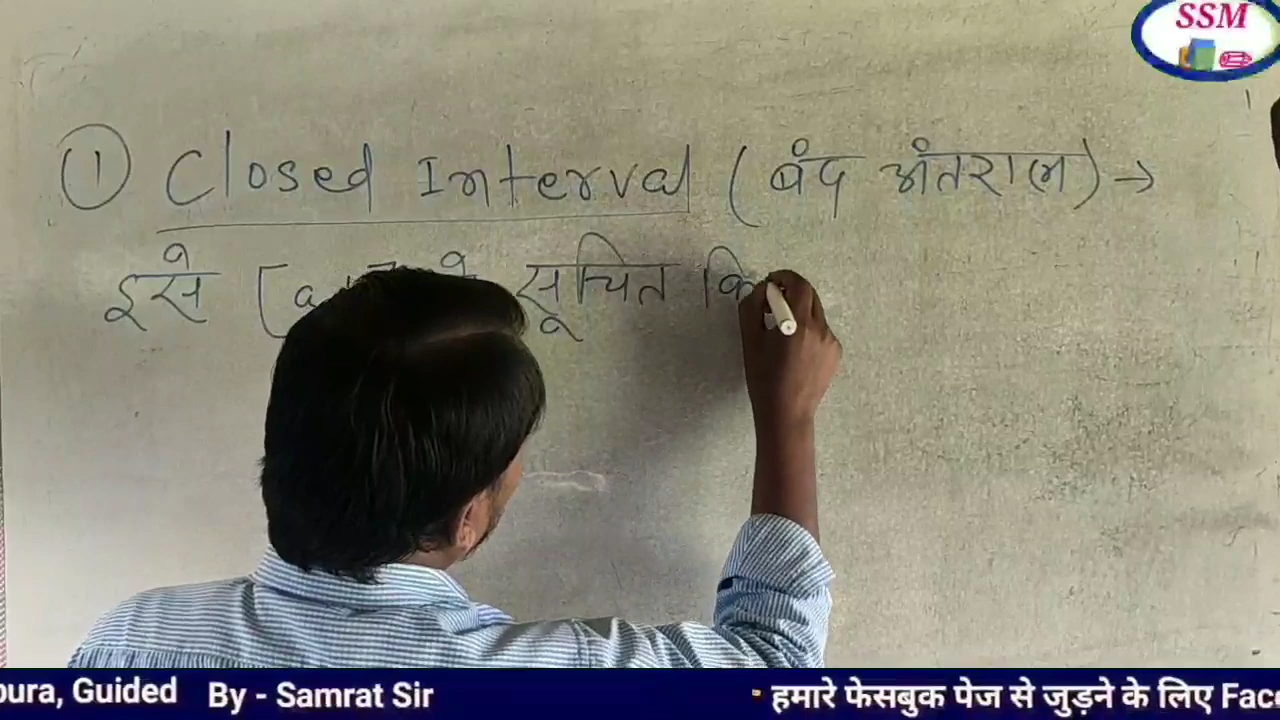 SSM
① Closed Interval (बंद अंतराल) →
इसे [a सूचित कि
pura, Guided By - Samrat Sir हमारे फेसबुक पेज से जुड़ने के लिए Face